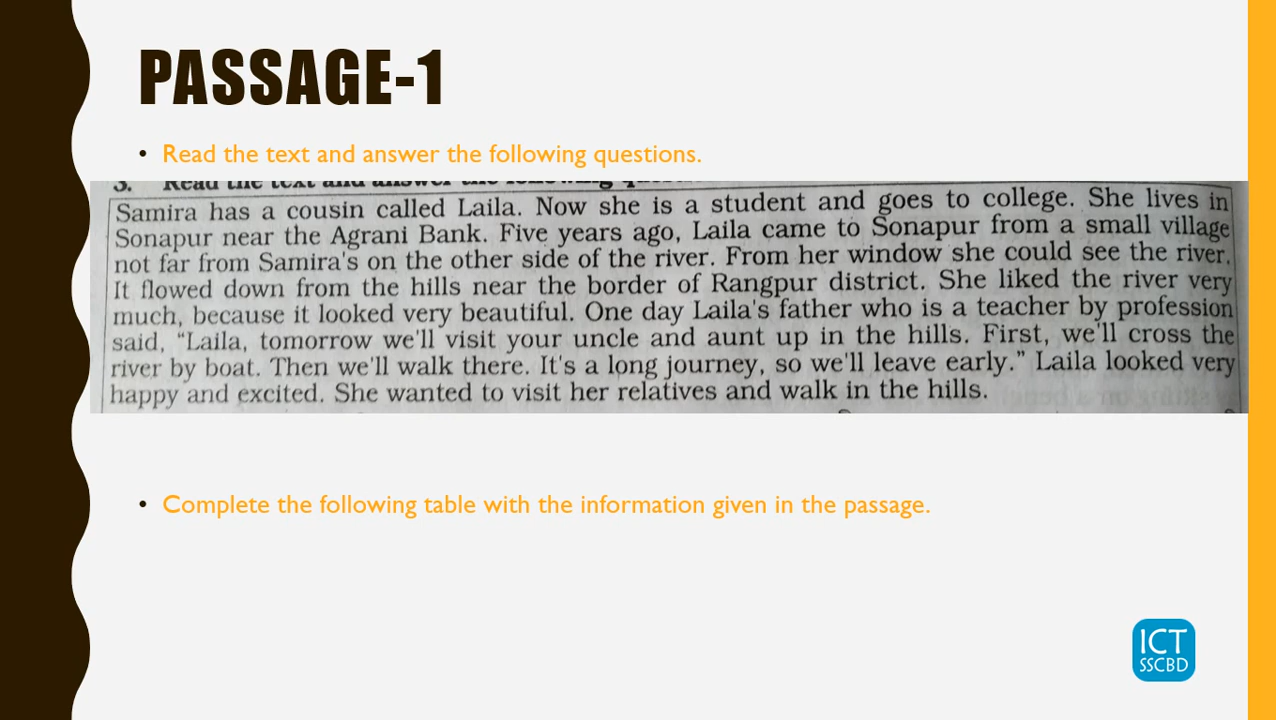 PASSAGE-1
• Read the text and answer the following questions.
3. Read the text and answer the following
Samira has a cousin called Laila. Now she is a student and goes to college. She lives in
Sonapur near the Agrani Bank. Five years ago, Laila came to Sonapur from a small village
not far from Samira's on the other side of the river. From her window she could see the river.
It flowed down from the hills near the border of Rangpur district. She liked the river very
much, because it looked very beautiful. One day Laila's father who is a teacher by profession
said, “Laila, tomorrow we'll visit your uncle and aunt up in the hills. First, we'll cross the
river by boat. Then we'll walk there. It's a long journey, so we'll leave early.” Laila looked very
happy and excited. She wanted to visit her relatives and walk in the hills.
• Complete the following table with the information given in the passage.
ICT
SSCBD